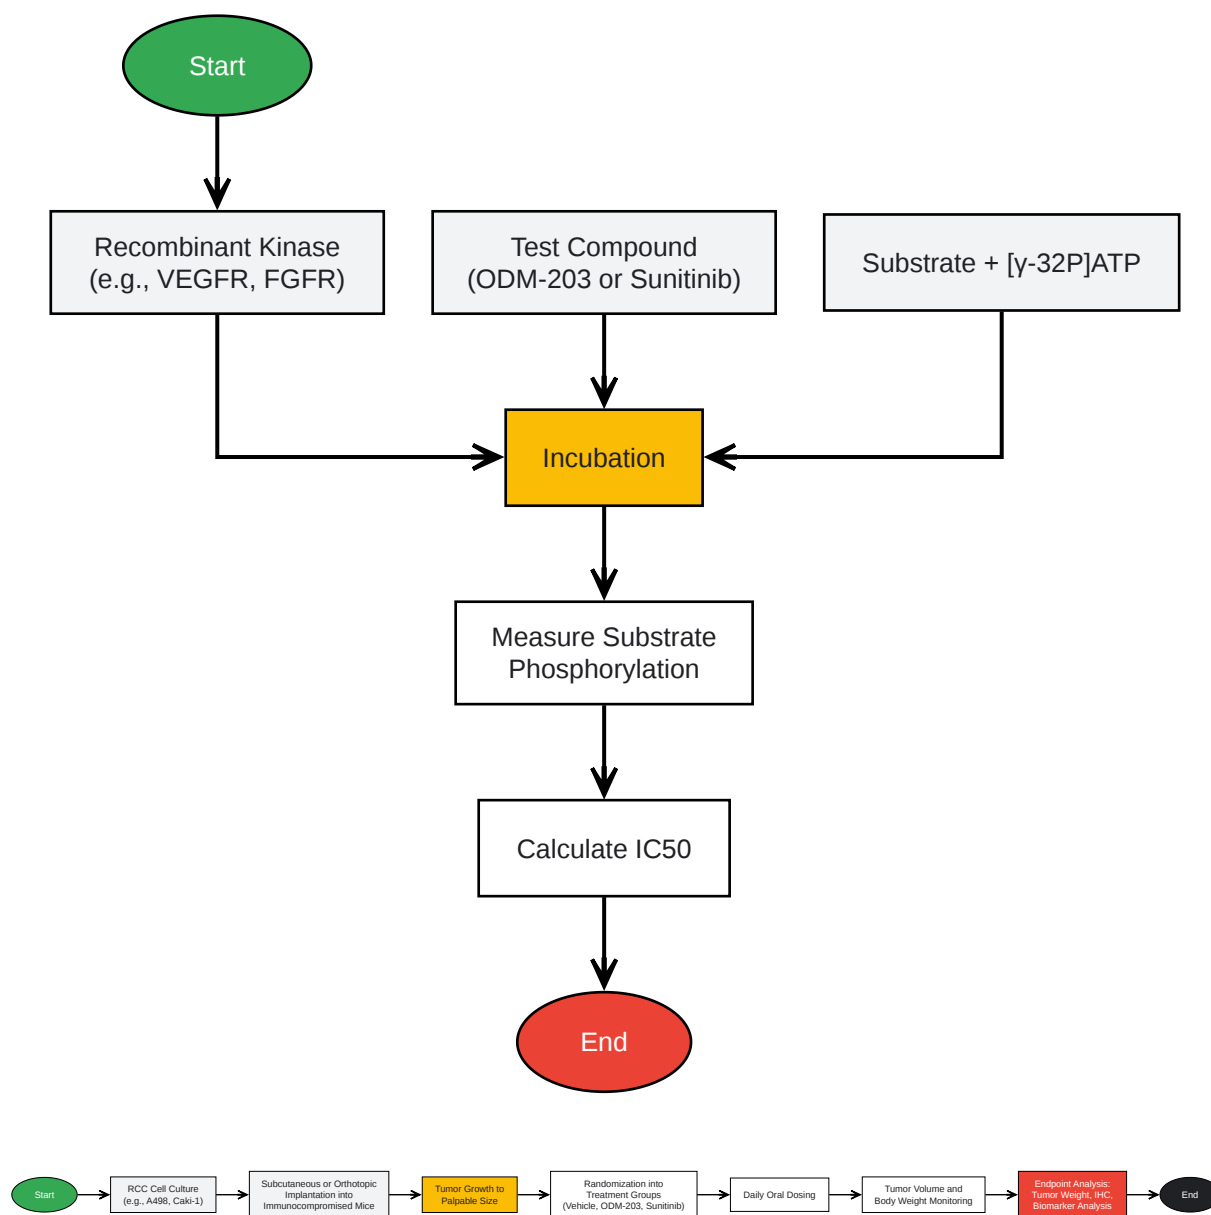 Start
Recombinant Kinase
(e.g., VEGFR, FGFR)
Test Compound
(ODM-203 or Sunitinib)
Substrate + [γ-32P]ATP
Incubation
Measure Substrate
Phosphorylation
Calculate IC50
End
Start
RCC Cell Culture
(e.g., A498, Caki-1)
Subcutaneous or Orthotopic
Implantation into
Immunocompromised Mice
Tumor Growth to
Palpable Size
Randomization into
Treatment Groups
(Vehicle, ODM-203, Sunitinib)
Daily Oral Dosing
Tumor Volume and
Body Weight Monitoring
Endpoint Analysis:
Tumor Weight, IHC,
Biomarker Analysis
End